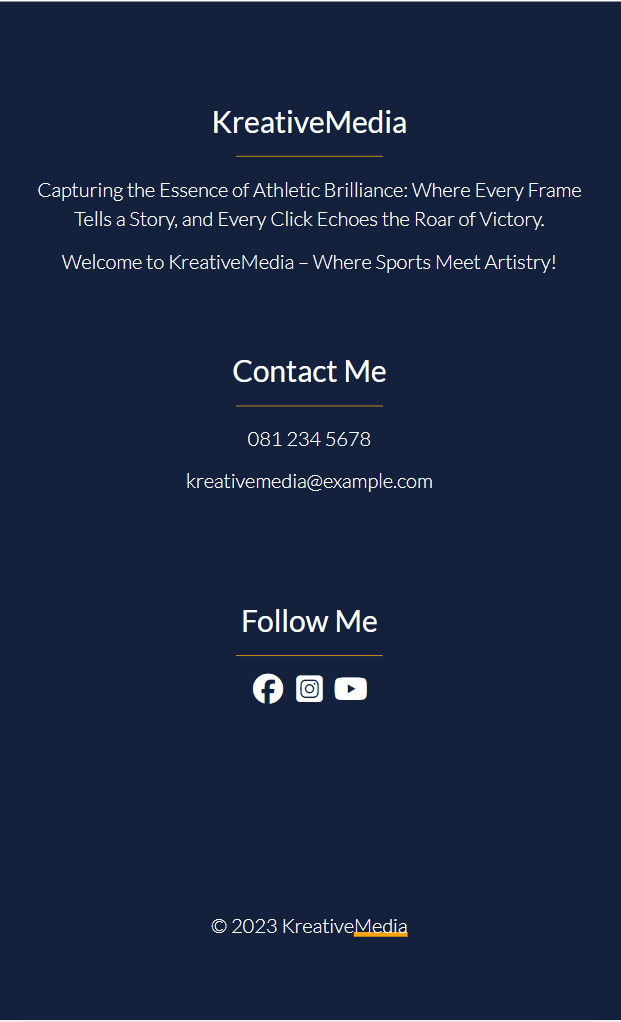 KreativeMedia
Capturing the Essence of Athletic Brilliance: Where Every Frame
Tells a Story, and Every Click Echoes the Roar of Victory.
Welcome to KreativeMedia – Where Sports Meet Artistry!
Contact Me
081 234 5678
kreativemedia@example.com
Follow Me
© 2023 KreativeMedia